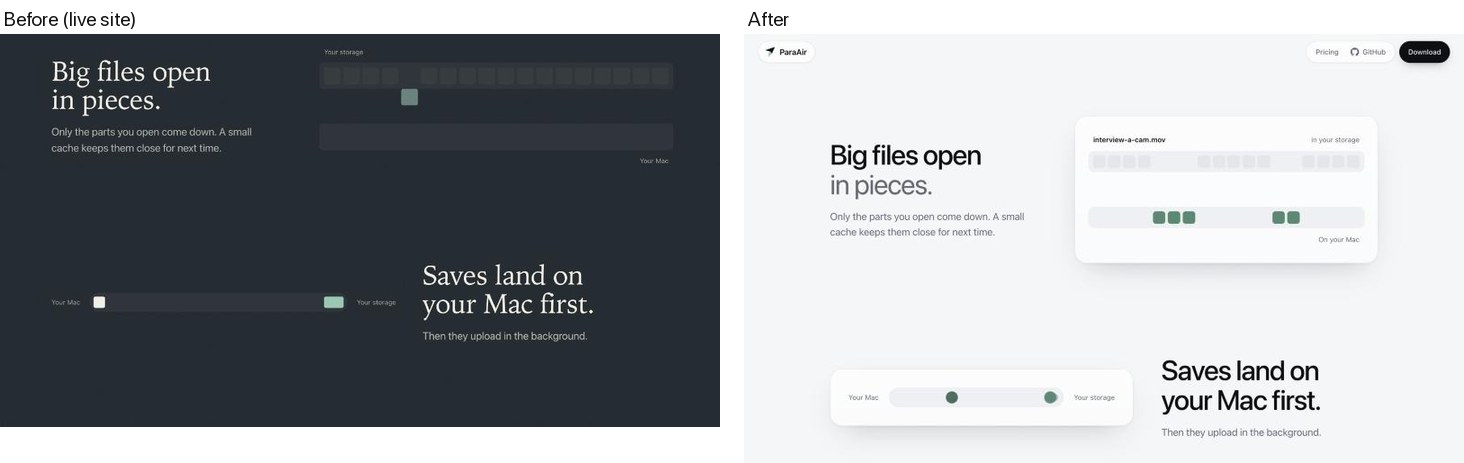 Before (live site)
Your storage
Big files open
in pieces.
Only the parts you open come down. A small
cache keeps them close for next time.
Your Mac
Your Mac
Your storage
Saves land on
your Mac first.
Then they upload in the background.
After
ParaAir
Pricing
GitHub
Download
Big files open
in pieces.
Only the parts you open come down. A small
cache keeps them close for next time.
interview-a-cam.mov
in your storage
On your Mac
Your Mac
Your storage
Saves land on
your Mac first.
Then they upload in the background.